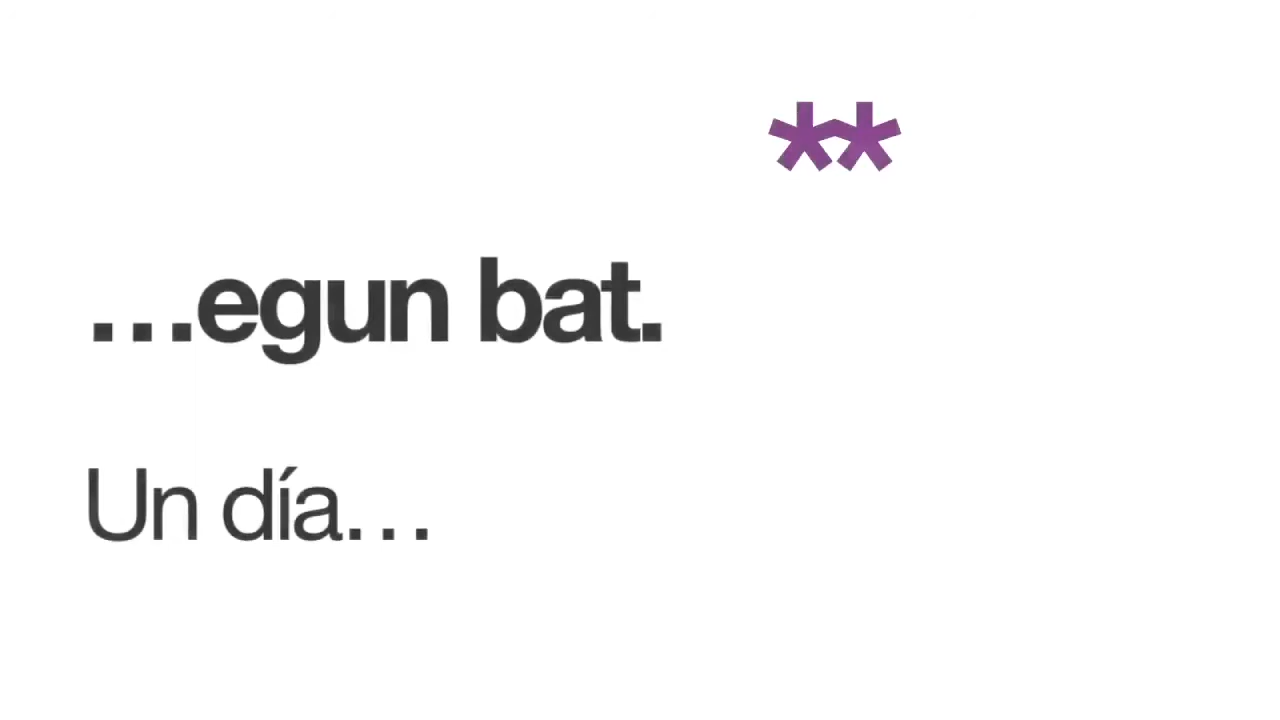 **
…egun bat.
Un día…